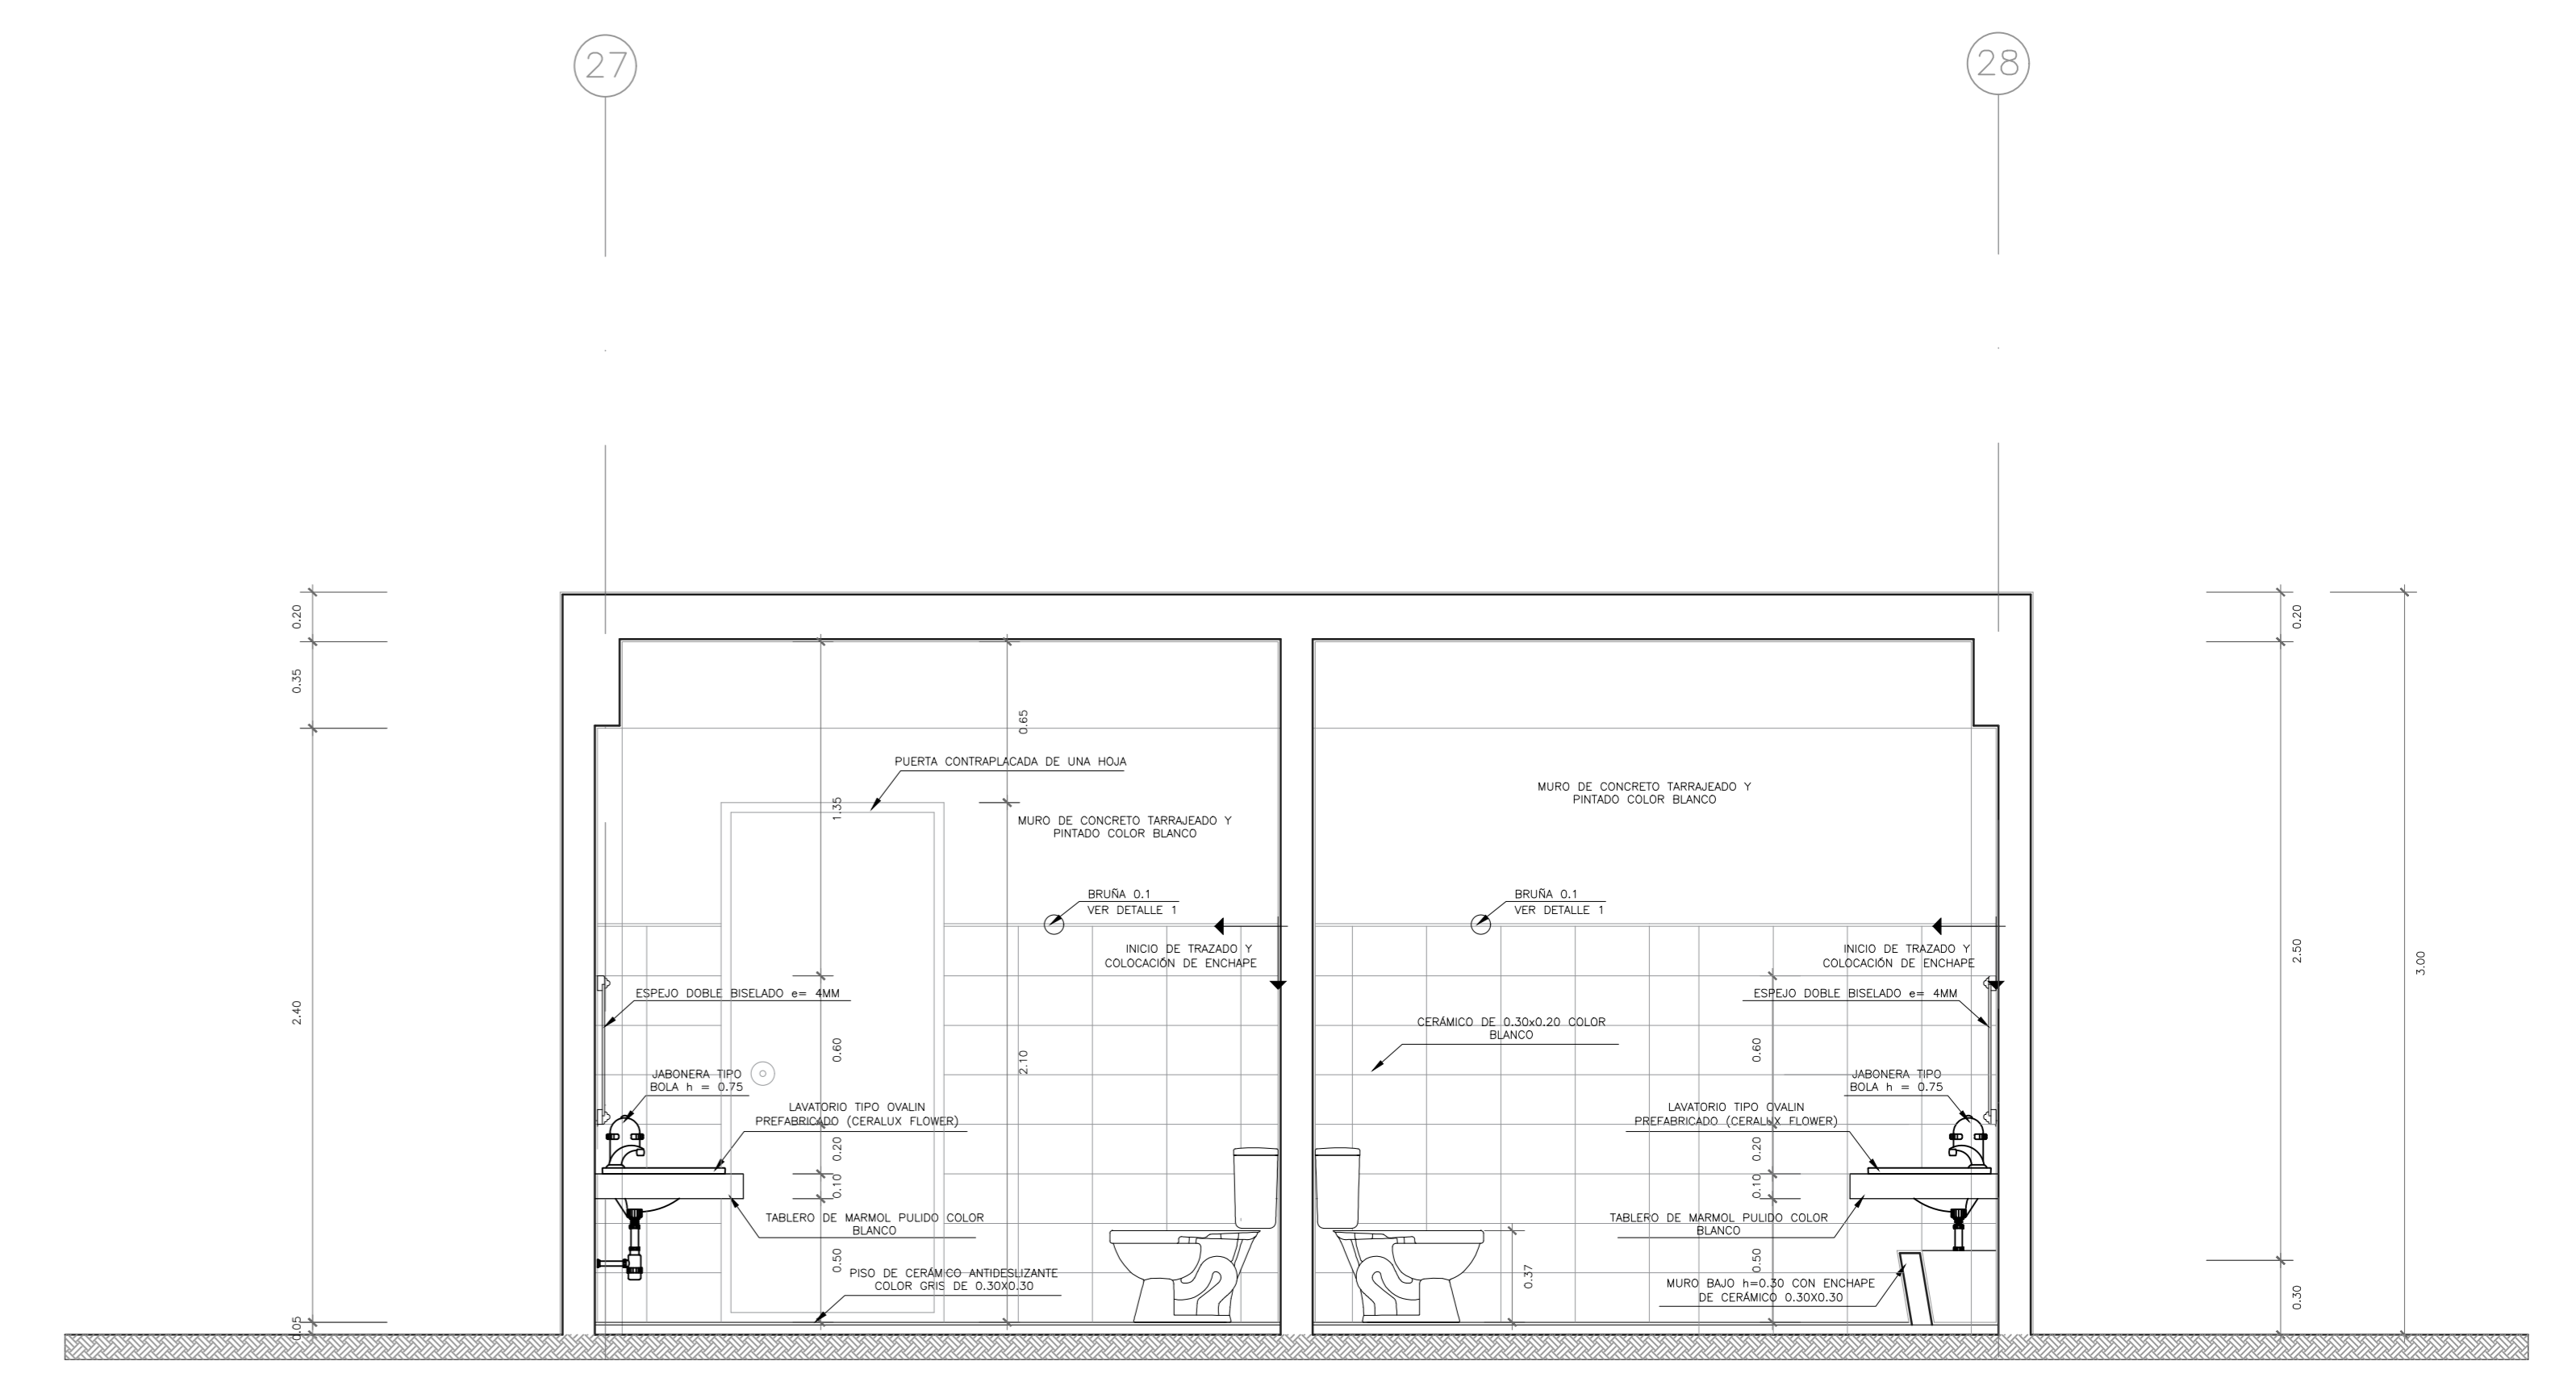 27
28
0.20
0.20
0.35
0.65
PUERTA CONTRAPLACADA DE UNA HOJA
MURO DE CONCRETO TARRAJEADO Y
PINTADO COLOR BLANCO
1.35
MURO DE CONCRETO TARRAJEADO Y
PINTADO COLOR BLANCO
BRUÑA 0.1
VER DETALLE 1
BRUÑA 0.1
VER DETALLE 1
INICIO DE TRAZADO Y
COLOCACIÓN DE ENCHAPE
INICIO DE TRAZADO Y
COLOCACIÓN DE ENCHAPE
2.50
3.00
ESPEJO DOBLE BISELADO e= 4MM
ESPEJO DOBLE BISELADO e= 4MM
2.40
CERÁMICO DE 0.30x0.20 COLOR
BLANCO
0.60
2.10
0.60
JABONERA TIPO
BOLA h = 0.75
JABONERA TIPO
BOLA h = 0.75
LAVATORIO TIPO OVALIN
PREFABRICADO (CERALUX FLOWER)
LAVATORIO TIPO OVALIN
PREFABRICADO (CERALUX FLOWER)
0.20
0.20
0.10
0.10
TABLERO DE MARMOL PULIDO COLOR
BLANCO
TABLERO DE MARMOL PULIDO COLOR
BLANCO
0.50
0.50
PISO DE CERÁMICO ANTIDESLIZANTE
COLOR GRIS DE 0.30X0.30
0.37
MURO BAJO h=0.30 CON ENCHAPE
DE CERÁMICO 0.30X0.30
0.30
0.05